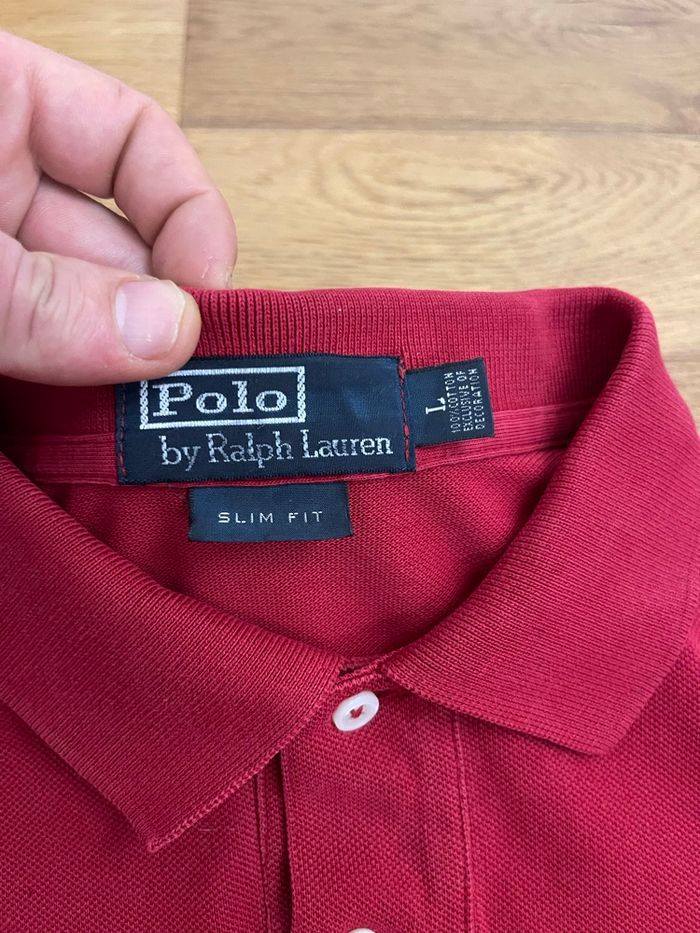 Polo
by Ralph Lauren
L
100% COTTON
EXCLUSIVE OF
DECORATION
SLIM FIT